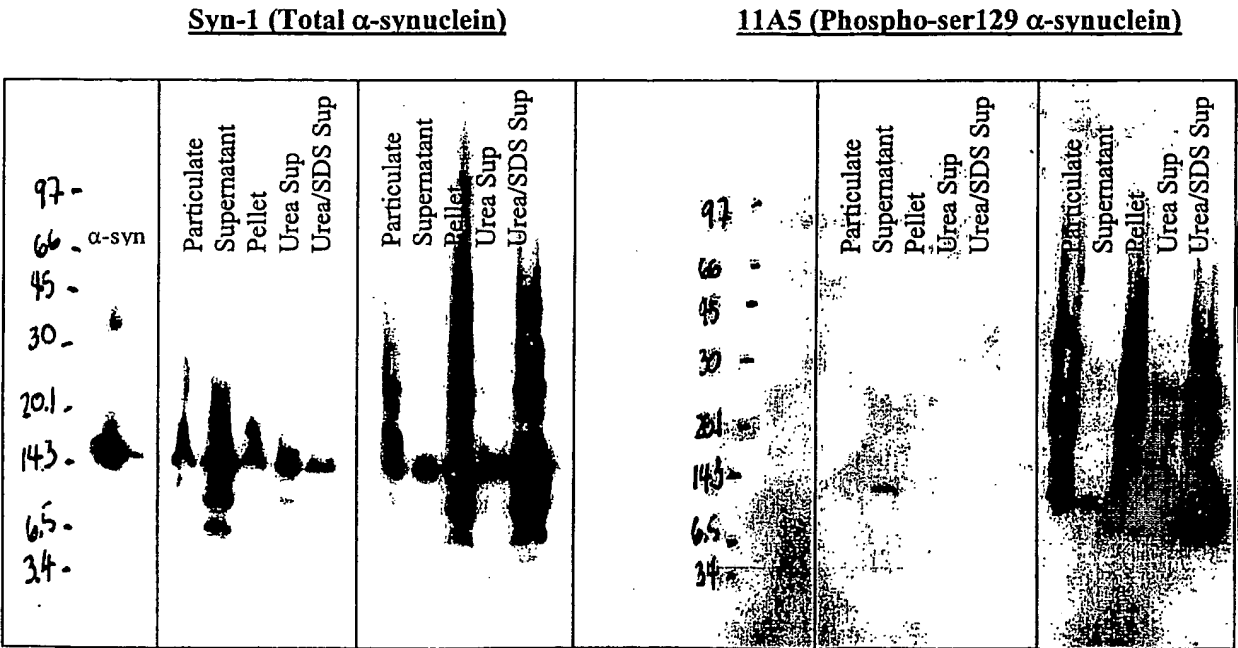 Syn-1 (Total α-synuclein)
11A5 (Phospho-ser129 α-synuclein)
97
66
45
30
20.1
14.3
6.5
3.4
α-syn
Particulate
Supernatant
Pellet
Urea Sup
Urea/SDS Sup
Particulate
Supernatant
Pellet
Urea Sup
Urea/SDS Sup
97
66
45
30
20.1
14.3
6.5
3.4
Particulate
Supernatant
Pellet
Urea Sup
Urea/SDS Sup
Particulate
Supernatant
Pellet
Urea Sup
Urea/SDS Sup